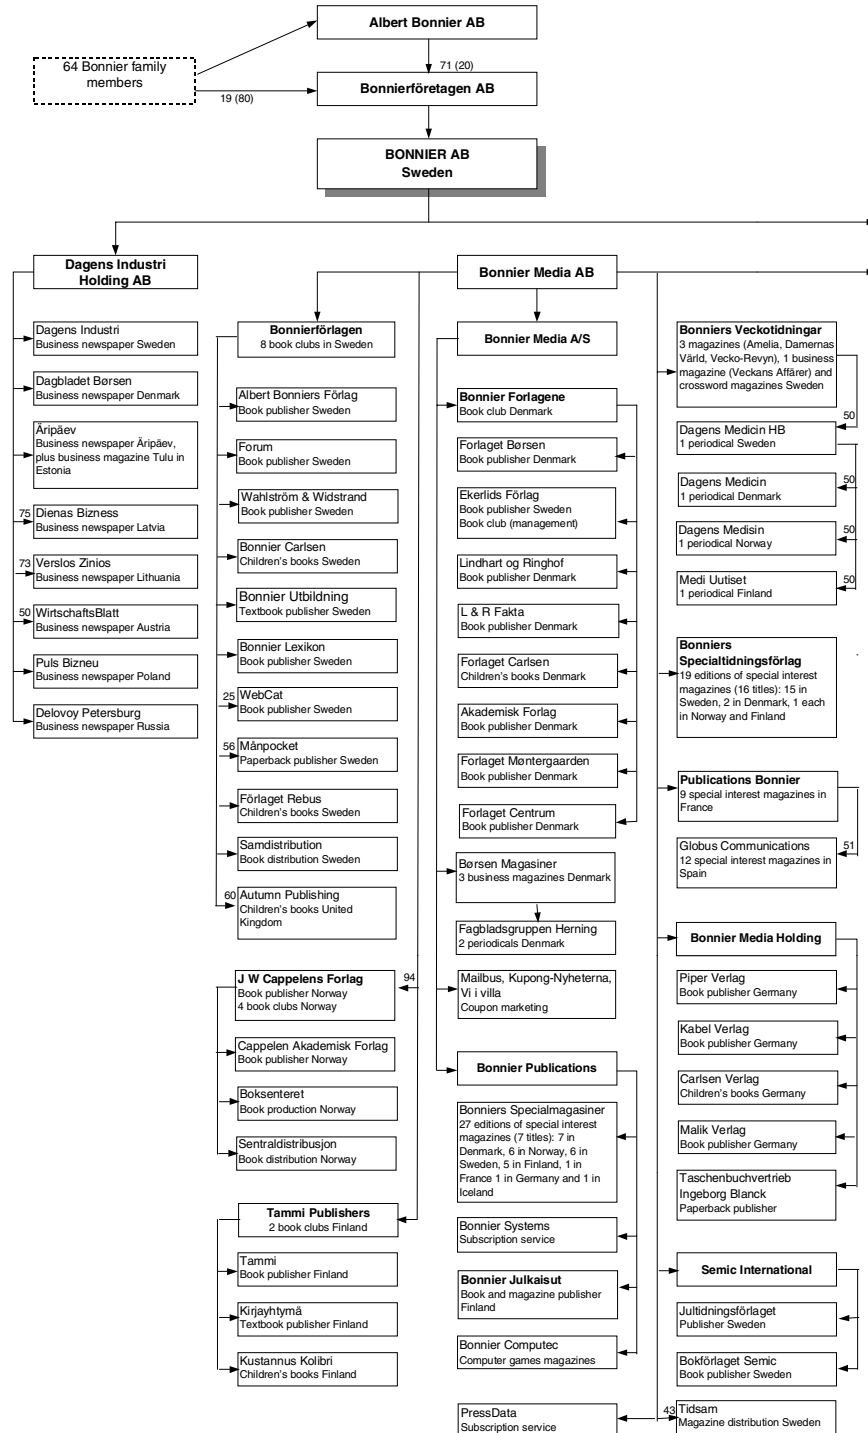 Albert Bonnier AB
64 Bonnier family
members
71 (20)
19 (80)
Bonnierföretagen AB
BONNIER AB
Sweden
Dagens Industri
Holding AB
Dagens Industri
Business newspaper Sweden
Dagbladet Børsen
Business newspaper Denmark
Äripäev
Business newspaper Äripäev,
plus business magazine Tulu in
Estonia
75
Dienas Bizness
Business newspaper Latvia
73
Verslos Zinios
Business newspaper Lithuania
50
WirtschaftsBlatt
Business newspaper Austria
Puls Bizneu
Business newspaper Poland
Delovoy Petersburg
Business newspaper Russia
Bonnier Media AB
Bonnierförlagen
8 book clubs in Sweden
Albert Bonniers Förlag
Book publisher Sweden
Forum
Book publisher Sweden
Wahlström & Widstrand
Book publisher Sweden
Bonnier Carlsen
Children's books Sweden
Bonnier Utbildning
Textbook publisher Sweden
Bonnier Lexikon
Book publisher Sweden
25
WebCat
Book publisher Sweden
56
Månpocket
Paperback publisher Sweden
Förlaget Rebus
Children's books Sweden
Samdistribution
Book distribution Sweden
60
Autumn Publishing
Children's books United
Kingdom
94
J W Cappelens Forlag
Book publisher Norway
4 book clubs Norway
Cappelen Akademisk Forlag
Book publisher Norway
Boksenteret
Book production Norway
Sentraldistribusjon
Book distribution Norway
Tammi Publishers
2 book clubs Finland
Tammi
Book publisher Finland
Kirjayhtymä
Textbook publisher Finland
Kustannus Kolibri
Children's books Finland
Bonnier Media A/S
Bonnier Forlagene
Book club Denmark
Forlaget Børsen
Book publisher Denmark
Ekerlids Förlag
Book publisher Sweden
Book club (management)
Lindhart og Ringhof
Book publisher Denmark
L & R Fakta
Book publisher Denmark
Forlaget Carlsen
Children's books Denmark
Akademisk Forlag
Book publisher Denmark
Forlaget Møntergaarden
Book publisher Denmark
Forlaget Centrum
Book publisher Denmark
Børsen Magasiner
3 business magazines Denmark
Fagbladsgruppen Herning
2 periodicals Denmark
Mailbus, Kupong-Nyheterna,
Vi i villa
Coupon marketing
Bonnier Publications
Bonniers Specialmagasiner
27 editions of special interest
magazines (7 titles): 7 in
Denmark, 6 in Norway, 6 in
Sweden, 5 in Finland, 1 in
France 1 in Germany and 1 in
Iceland
Bonnier Systems
Subscription service
Bonnier Julkaisut
Book and magazine publisher
Finland
Bonnier Computec
Computer games magazines
PressData
Subscription service
Bonniers Veckotidningar
3 magazines (Amelia, Damernas
Värld, Vecko-Revyn), 1 business
magazine (Veckans Affärer) and
crossword magazines Sweden
50
Dagens Medicin HB
1 periodical Sweden
50
Dagens Medicin
1 periodical Denmark
50
Dagens Medisin
1 periodical Norway
50
Medi Uutiset
1 periodical Finland
Bonniers
Specialtidningsförlag
19 editions of special interest
magazines (16 titles): 15 in
Sweden, 2 in Denmark, 1 each
in Norway and Finland
Publications Bonnier
9 special interest magazines in
France
51
Globus Communications
12 special interest magazines in
Spain
Bonnier Media Holding
Piper Verlag
Book publisher Germany
Kabel Verlag
Book publisher Germany
Carlsen Verlag
Children's books Germany
Malik Verlag
Book publisher Germany
Taschenbuchvertrieb
Ingeborg Blanck
Paperback publisher
Semic International
Jultidningsförlaget
Publisher Sweden
Bokförlaget Semic
Book publisher Sweden
43
Tidsam
Magazine distribution Sweden